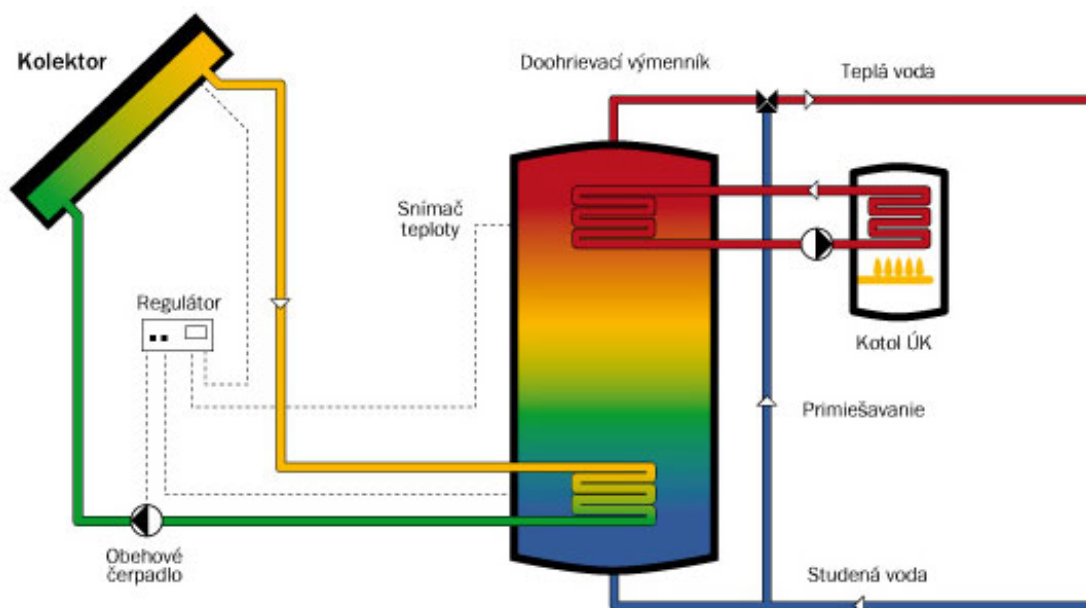 Kolektor
Doohrievací výmenník
Teplá voda
Snímač
teploty
Regulátor
Kotol ÚK
Primiešavanie
Obehové
čerpadlo
Studená voda